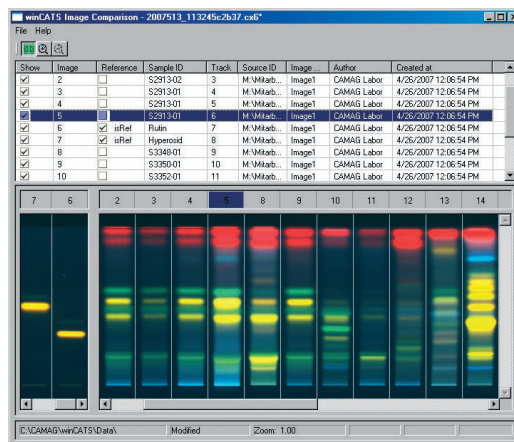 winCATS Image Comparison - 2007513_113245c2b37.cx6*
File Help
Show Reference Sample ID Track Source ID Image ... Author Created at
2 S2913-02 3 M:\Mitarb... Image1 CAMAG Labor 4/26/2007 12:06:54 PM
3 S2913-01 4 M:\Mitarb... Image1 CAMAG Labor 4/26/2007 12:06:54 PM
4 S2913-01 5 M:\Mitarb... Image1 CAMAG Labor 4/26/2007 12:06:54 PM
5 S2913-01 6 M:\Mitarb... Image1 CAMAG Labor 4/26/2007 12:06:54 PM
6 isRef Rutin 7 M:\Mitarb... Image1 CAMAG Labor 4/26/2007 12:06:54 PM
7 isRef Hyperosid 8 M:\Mitarb... Image1 CAMAG Labor 4/26/2007 12:06:54 PM
8 S3348-01 9 M:\Mitarb... Image1 CAMAG Labor 4/26/2007 12:06:54 PM
9 S3350-01 10 M:\Mitarb... Image1 CAMAG Labor 4/26/2007 12:06:54 PM
10 S3352-01 11 M:\Mitarb... Image1 CAMAG Labor 4/26/2007 12:06:54 PM
7 6 2 3 4 5 8 9 10 11 12 13 14
C:\CAMAG\winCATS\Data\ Modified Zoom: 1.00